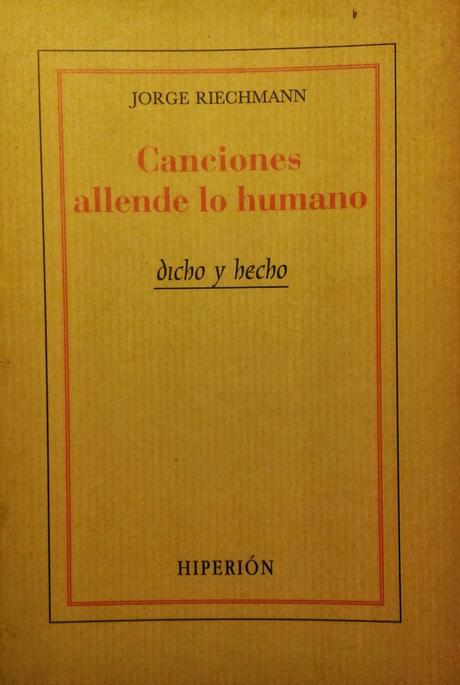 JORGE RIECHMANN
Canciones
allende lo humano
dicho y hecho
HIPERIÓN